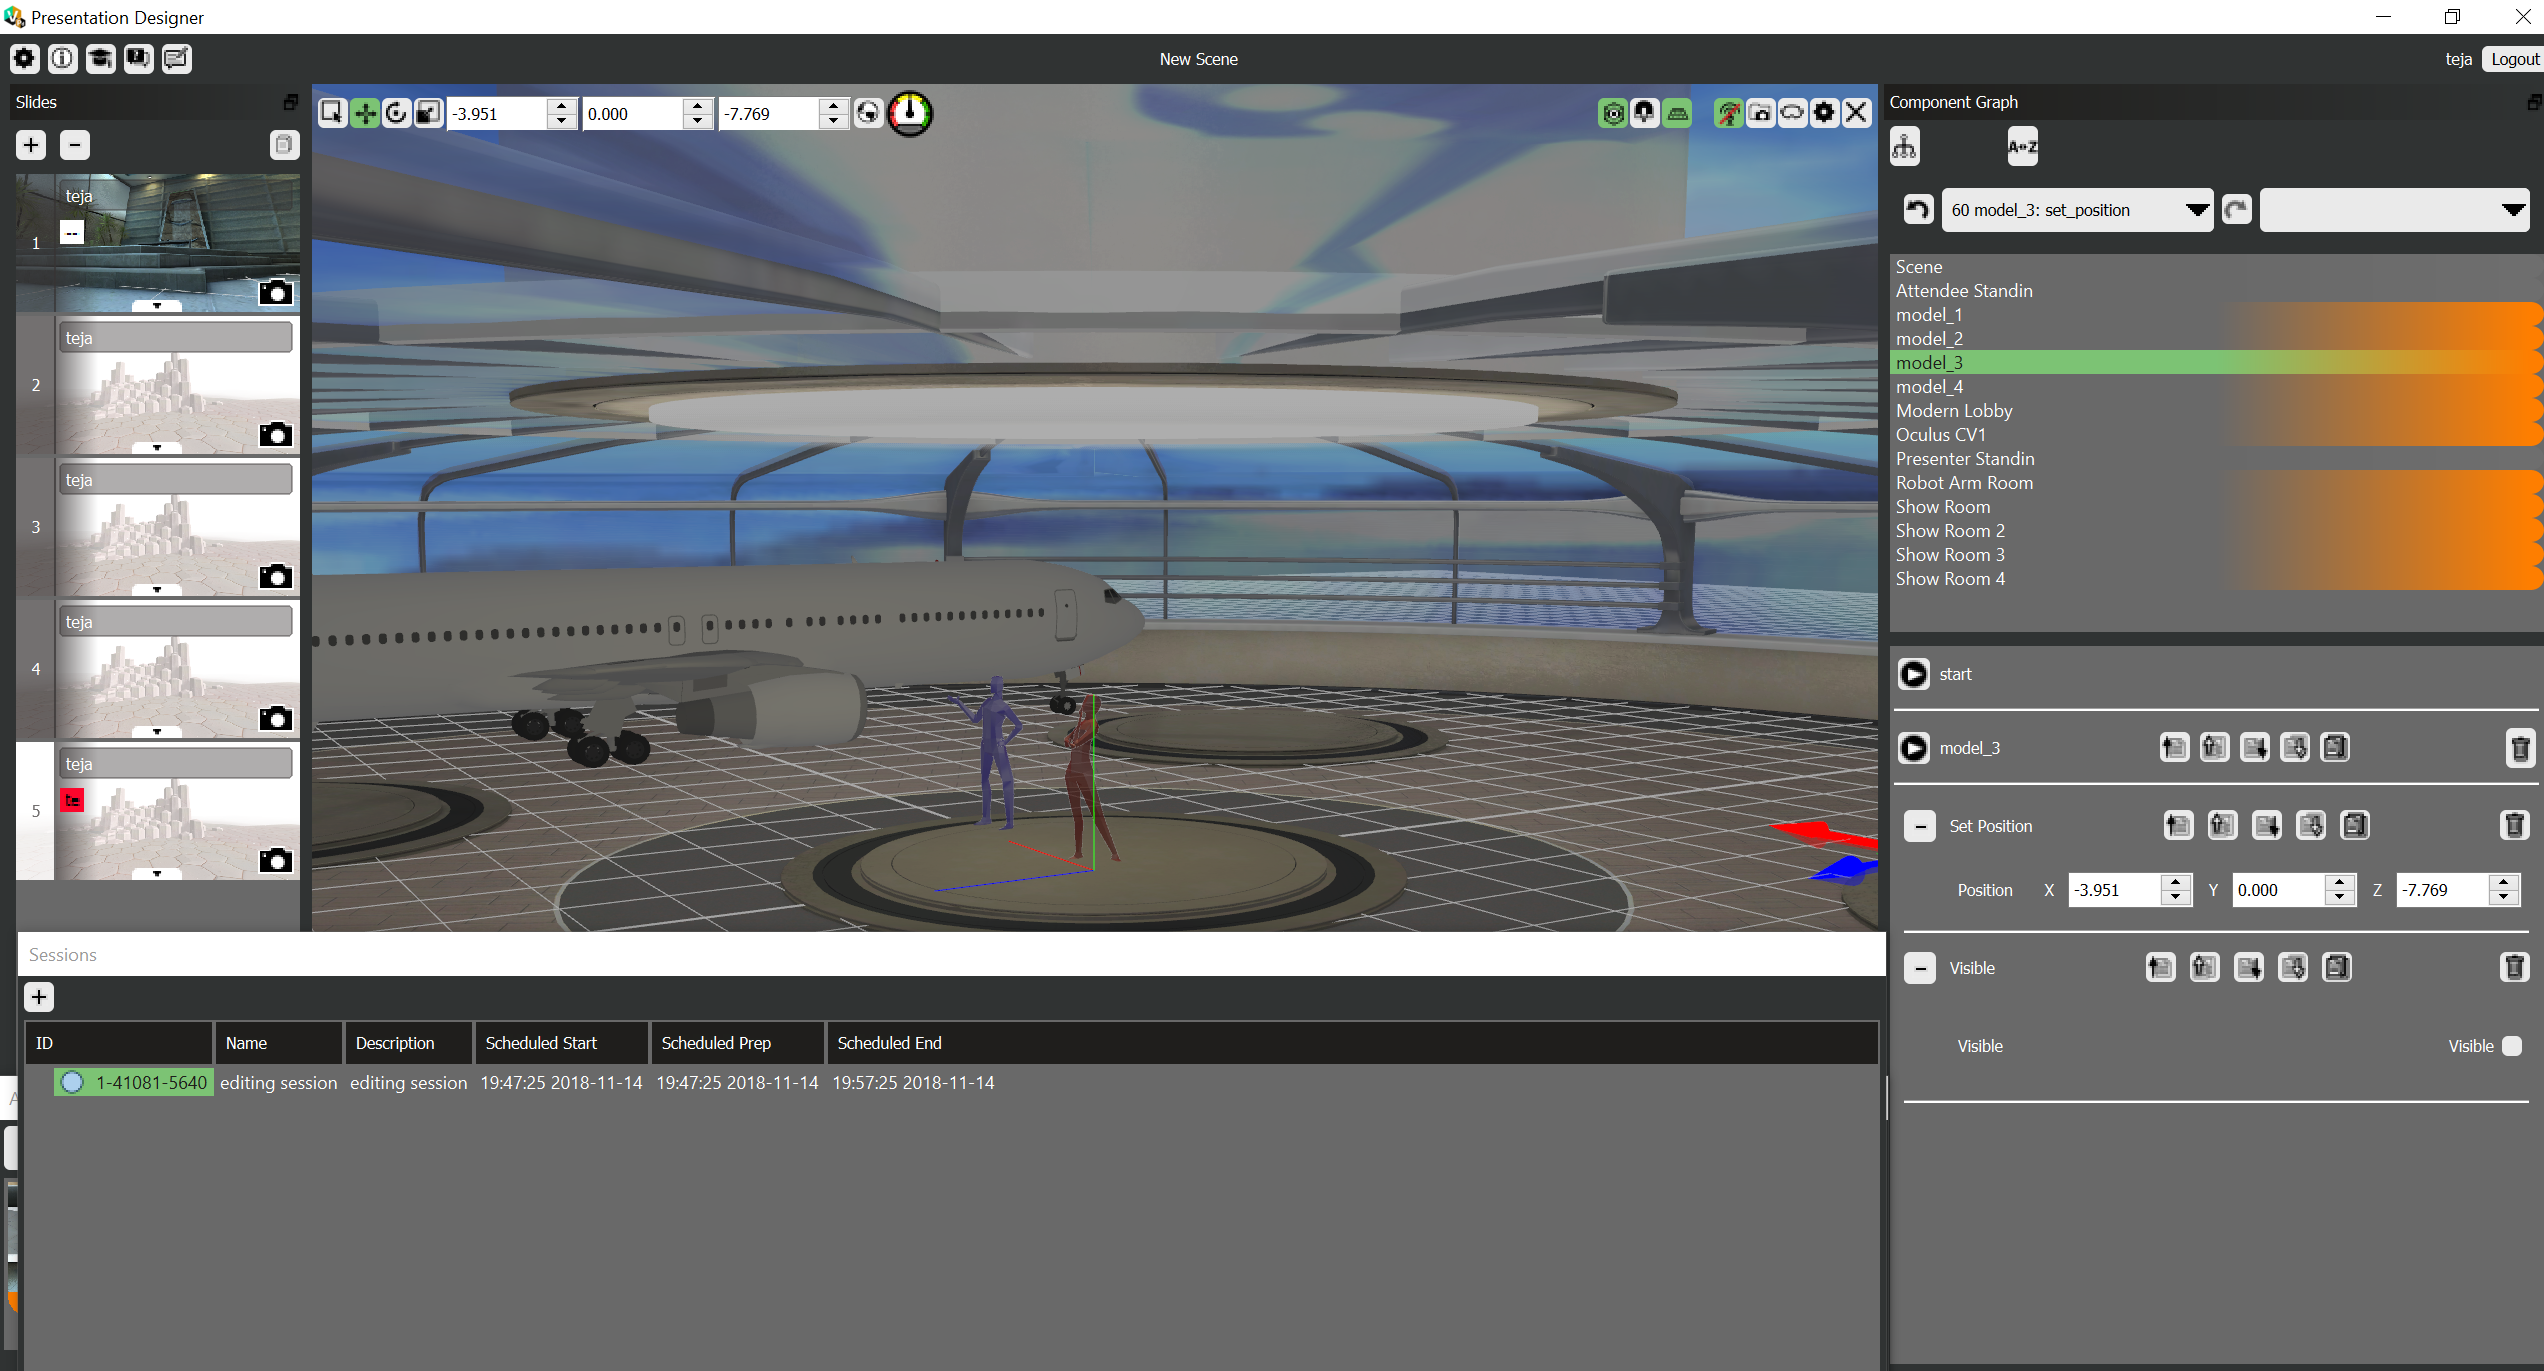 Presentation Designer
New Scene
teja
Logout
Slides
-3.951
0.000
-7.769
Component Graph
A↔Z
teja
1
--
60 model_3: set_position
Scene
Attendee Standin
model_1
model_2
model_3
model_4
Modern Lobby
Oculus CV1
Presenter Standin
Robot Arm Room
Show Room
Show Room 2
Show Room 3
Show Room 4
teja
2
teja
3
teja
4
teja
te
5
start
model_3
Set Position
Position X -3.951 Y 0.000 Z -7.769
Visible
Visible Visible
Sessions
ID Name Description Scheduled Start Scheduled Prep Scheduled End
1-41081-5640 editing session editing session 19:47:25 2018-11-14 19:47:25 2018-11-14 19:57:25 2018-11-14